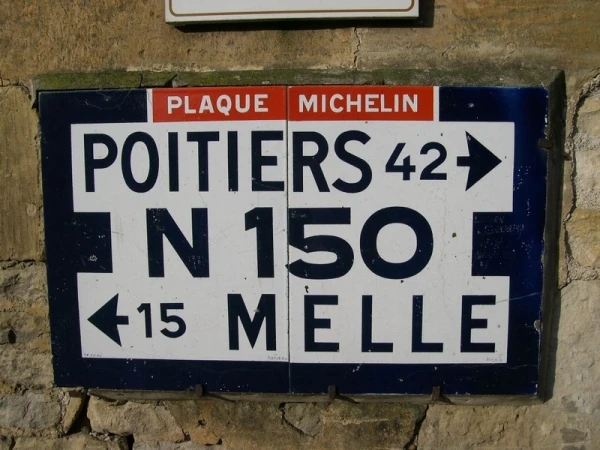 PLAQUE MICHELIN
POITIERS 42
N 150
15 MELLE